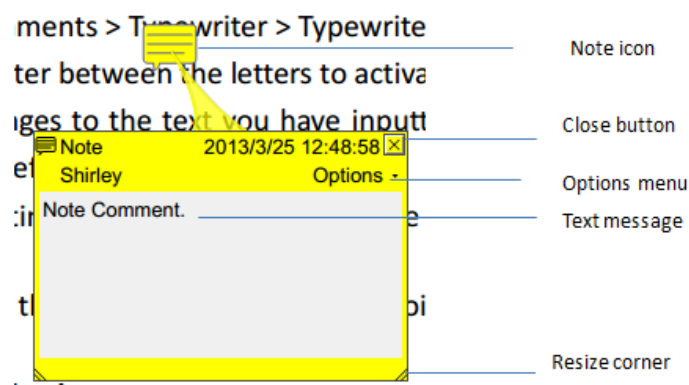 ments > Typewriter > Typewrite
Note icon
ter between the letters to activa
ges to the text you have inputt
Close button
Note 2013/3/25 12:48:58
ef
Shirley Options
Options menu
Note Comment.
Text message
Resize corner